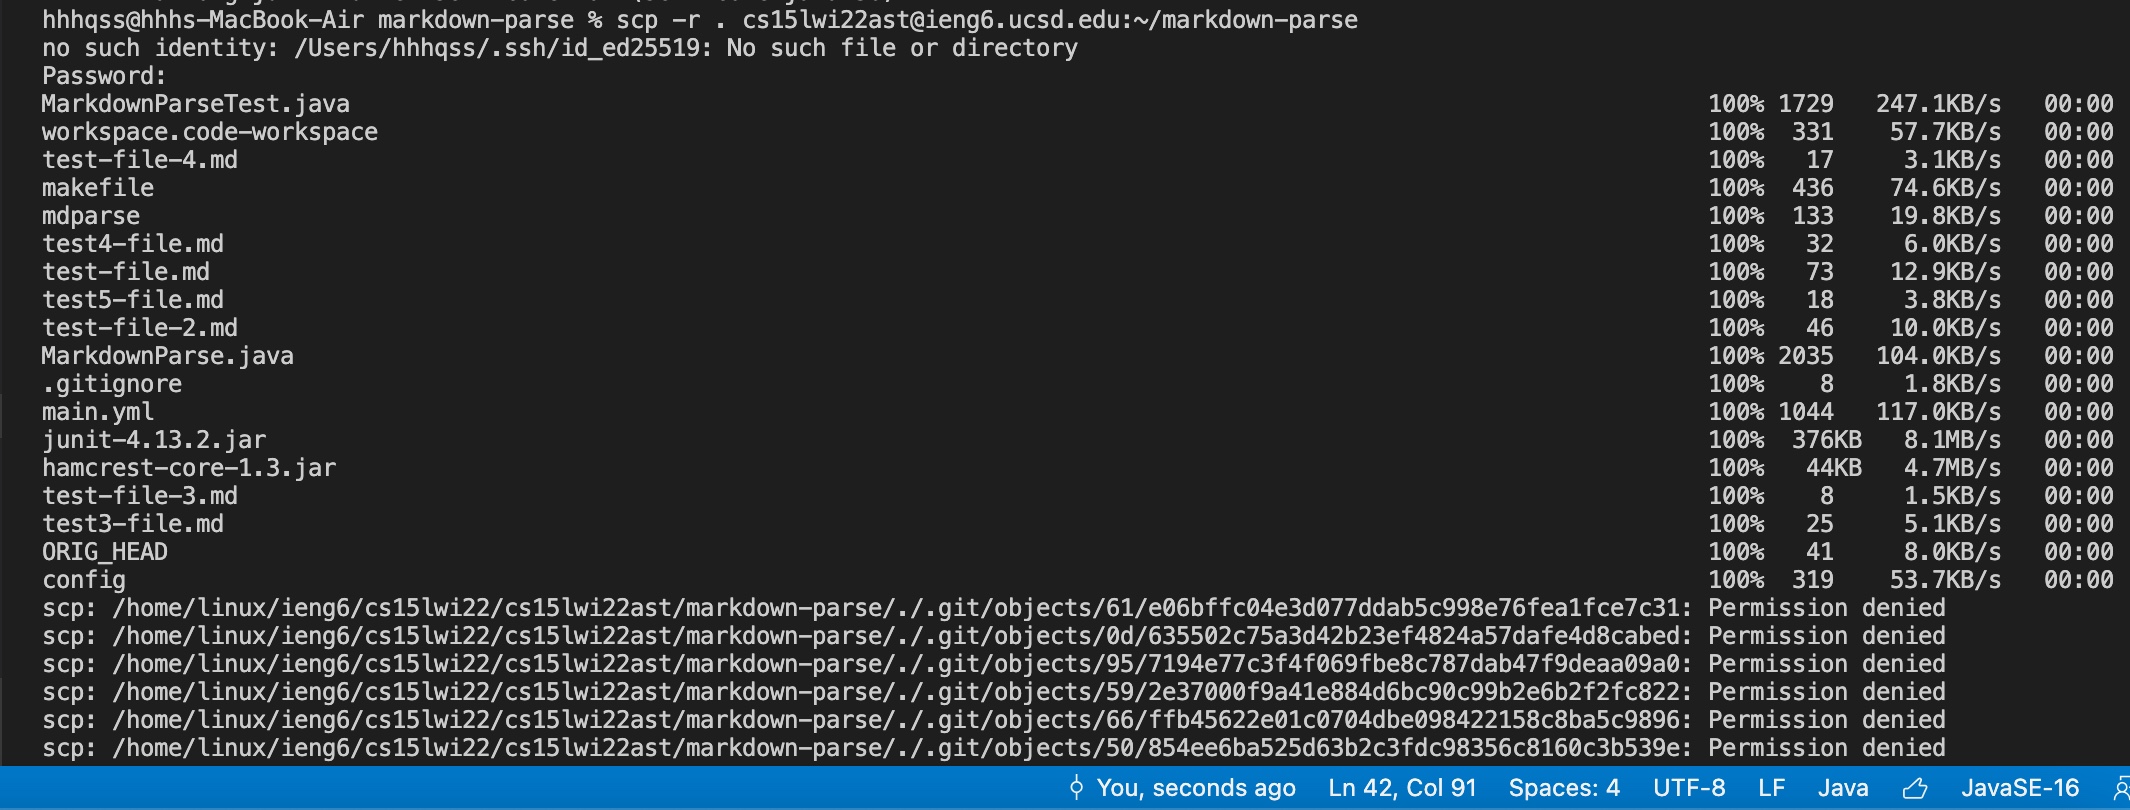 hhhqss@hhhs-MacBook-Air markdown-parse % scp -r . cs15lwi22ast@ieng6.ucsd.edu:~/markdown-parse
no such identity: /Users/hhhqss/.ssh/id_ed25519: No such file or directory
Password:
MarkdownParseTest.java 100% 1729 247.1KB/s 00:00
workspace.code-workspace 100% 331 57.7KB/s 00:00
test-file-4.md 100% 17 3.1KB/s 00:00
makefile 100% 436 74.6KB/s 00:00
mdparse 100% 133 19.8KB/s 00:00
test4-file.md 100% 32 6.0KB/s 00:00
test-file.md 100% 73 12.9KB/s 00:00
test5-file.md 100% 18 3.8KB/s 00:00
test-file-2.md 100% 46 10.0KB/s 00:00
MarkdownParse.java 100% 2035 104.0KB/s 00:00
.gitignore 100% 8 1.8KB/s 00:00
main.yml 100% 1044 117.0KB/s 00:00
junit-4.13.2.jar 100% 376KB 8.1MB/s 00:00
hamcrest-core-1.3.jar 100% 44KB 4.7MB/s 00:00
test-file-3.md 100% 8 1.5KB/s 00:00
test3-file.md 100% 25 5.1KB/s 00:00
ORIG_HEAD 100% 41 8.0KB/s 00:00
config 100% 319 53.7KB/s 00:00
scp: /home/linux/ieng6/cs15lwi22/cs15lwi22ast/markdown-parse/./.git/objects/61/e06bffc04e3d077ddab5c998e76fea1fce7c31: Permission denied
scp: /home/linux/ieng6/cs15lwi22/cs15lwi22ast/markdown-parse/./.git/objects/0d/635502c75a3d42b23ef4824a57dafe4d8cabed: Permission denied
scp: /home/linux/ieng6/cs15lwi22/cs15lwi22ast/markdown-parse/./.git/objects/95/7194e77c3f4f069fbe8c787dab47f9deaa09a0: Permission denied
scp: /home/linux/ieng6/cs15lwi22/cs15lwi22ast/markdown-parse/./.git/objects/59/2e37000f9a41e884d6bc90c99b2e6b2f2fc822: Permission denied
scp: /home/linux/ieng6/cs15lwi22/cs15lwi22ast/markdown-parse/./.git/objects/66/ffb45622e01c0704dbe098422158c8ba5c9896: Permission denied
scp: /home/linux/ieng6/cs15lwi22/cs15lwi22ast/markdown-parse/./.git/objects/50/854ee6ba525d63b2c3fdc98356c8160c3b539e: Permission denied
You, seconds ago Ln 42, Col 91 Spaces: 4 UTF-8 LF Java JavaSE-16